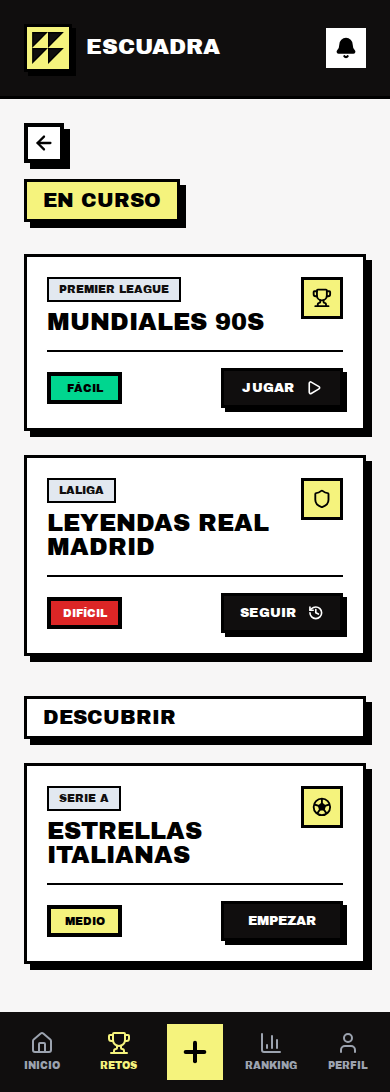 ESCUADRA
EN CURSO
PREMIER LEAGUE
MUNDIALES 90S
FÁCIL
JUGAR
LALIGA
LEYENDAS REAL
MADRID
DIFÍCIL
SEGUIR
DESCUBRIR
SERIE A
ESTRELLAS
ITALIANAS
MEDIO
EMPEZAR
INICIO
RETOS
RANKING
PERFIL